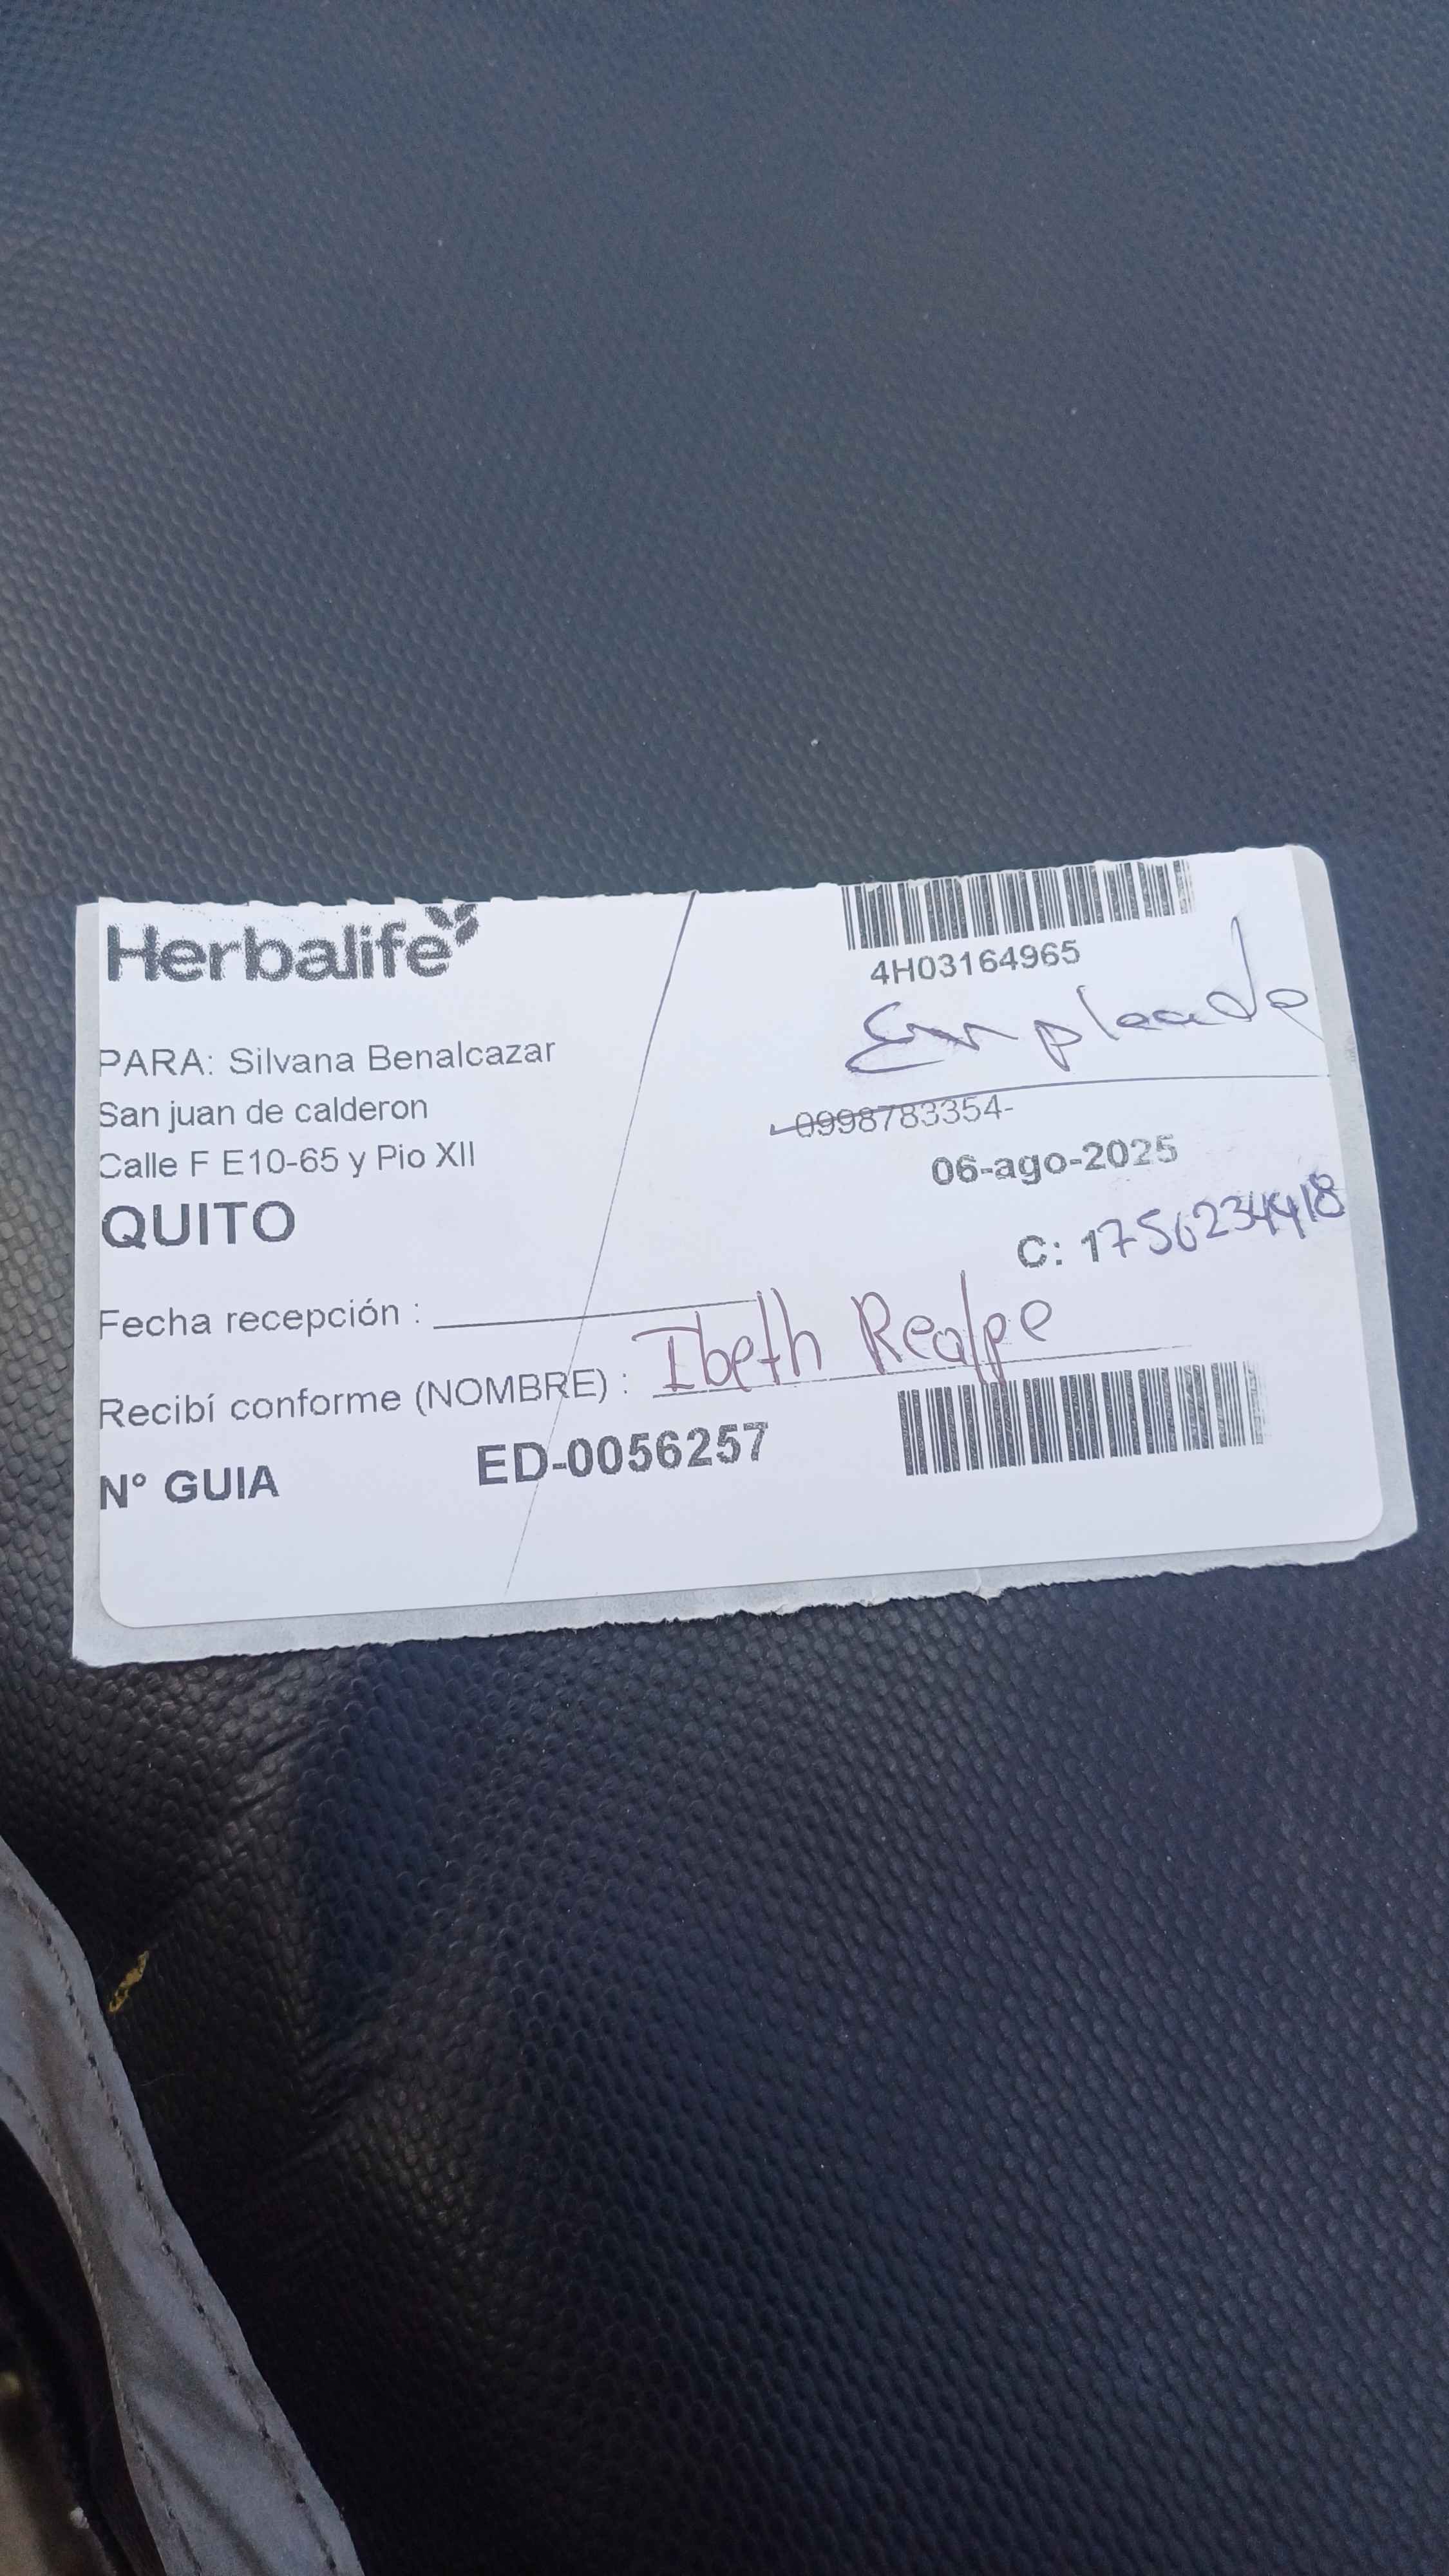 Herbalife
4H03164965
Empleado
PARA: Silvana Benalcazar
San juan de calderon
0998783354-
Calle F E10-65 y Pio XII
06-ago-2025
QUITO
C: 1756234418
Fecha recepción :
Recibí conforme (NOMBRE) : Ibeth Realpe
N° GUIA ED-0056257